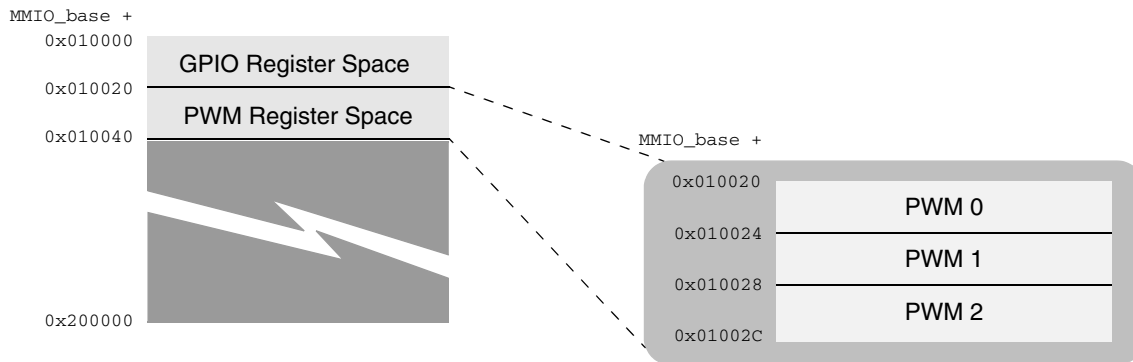 MMIO_base +
0x010000
GPIO Register Space
0x010020
PWM Register Space
0x010040
0x200000
MMIO_base +
0x010020
PWM 0
0x010024
PWM 1
0x010028
PWM 2
0x01002C